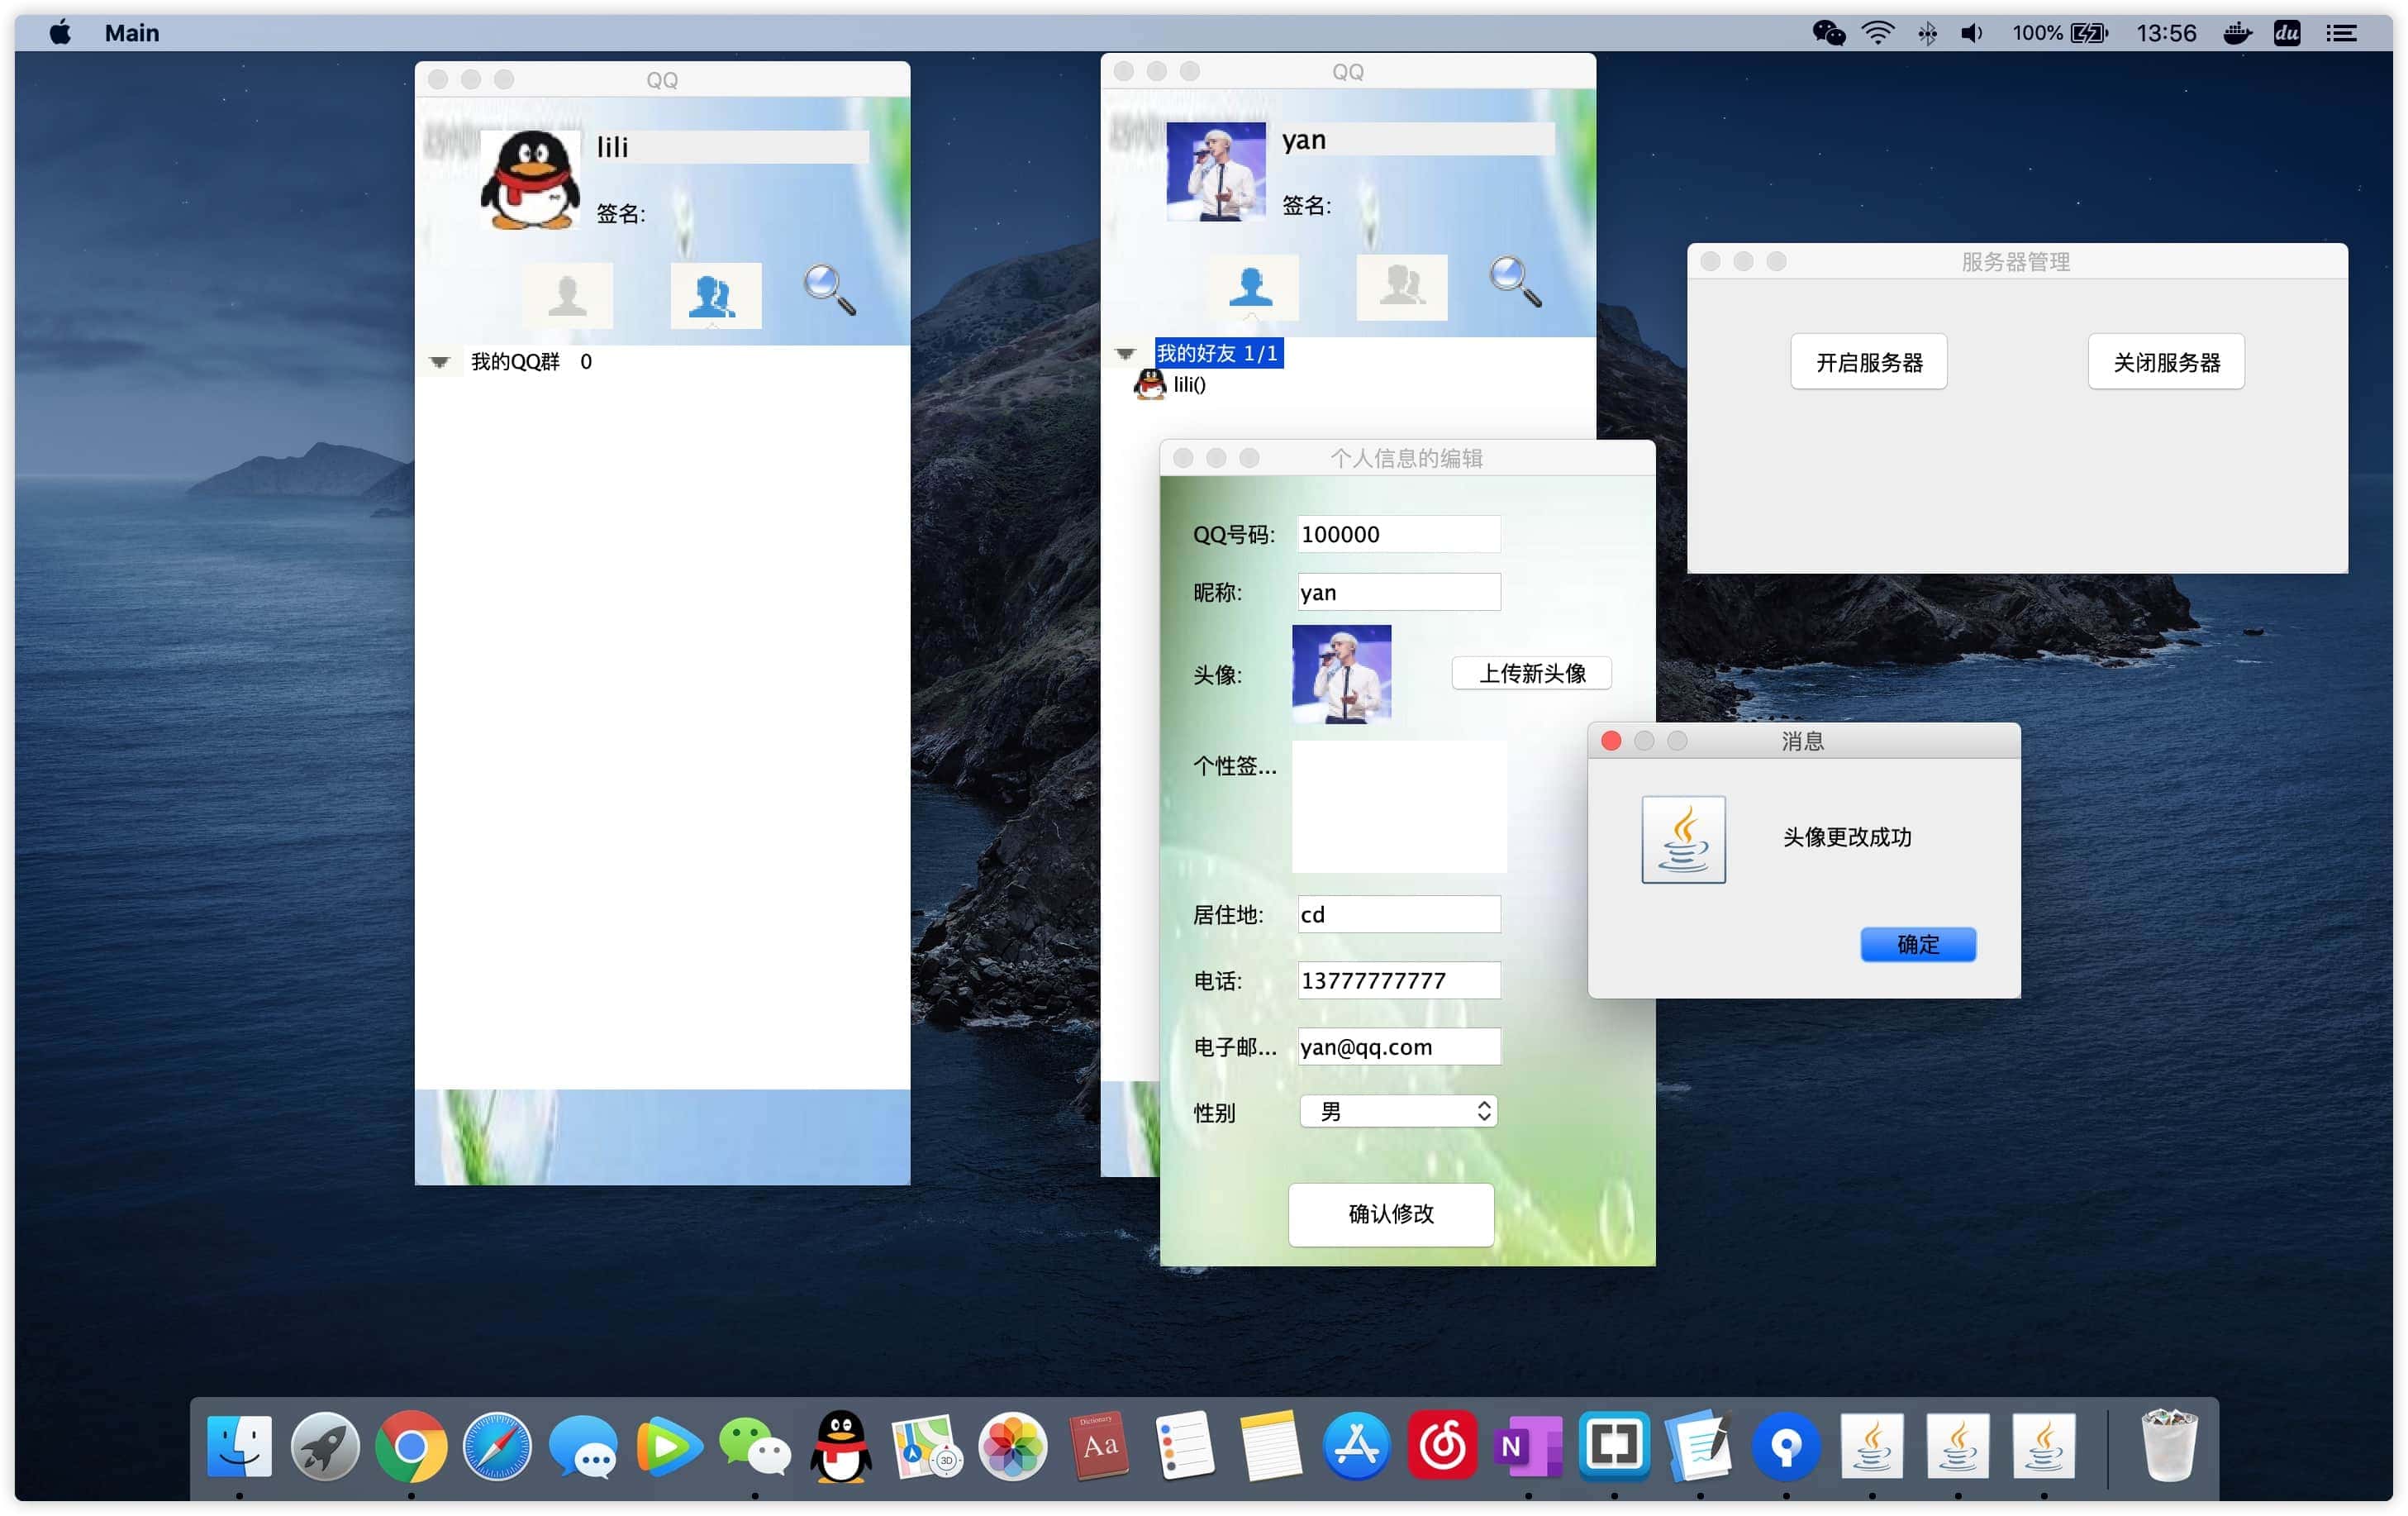 Main
100%
13:56
du
QQ
lili
签名:
我的QQ群 0
QQ
yan
签名:
我的好友 1/1
lili()
服务器管理
开启服务器
关闭服务器
个人信息的编辑
QQ号码: 100000
昵称: yan
头像:
上传新头像
个性签...
居住地: cd
电话: 13777777777
电子邮... yan@qq.com
性别 男
确认修改
消息
头像更改成功
确定
3D
Dictionary
Aa
N